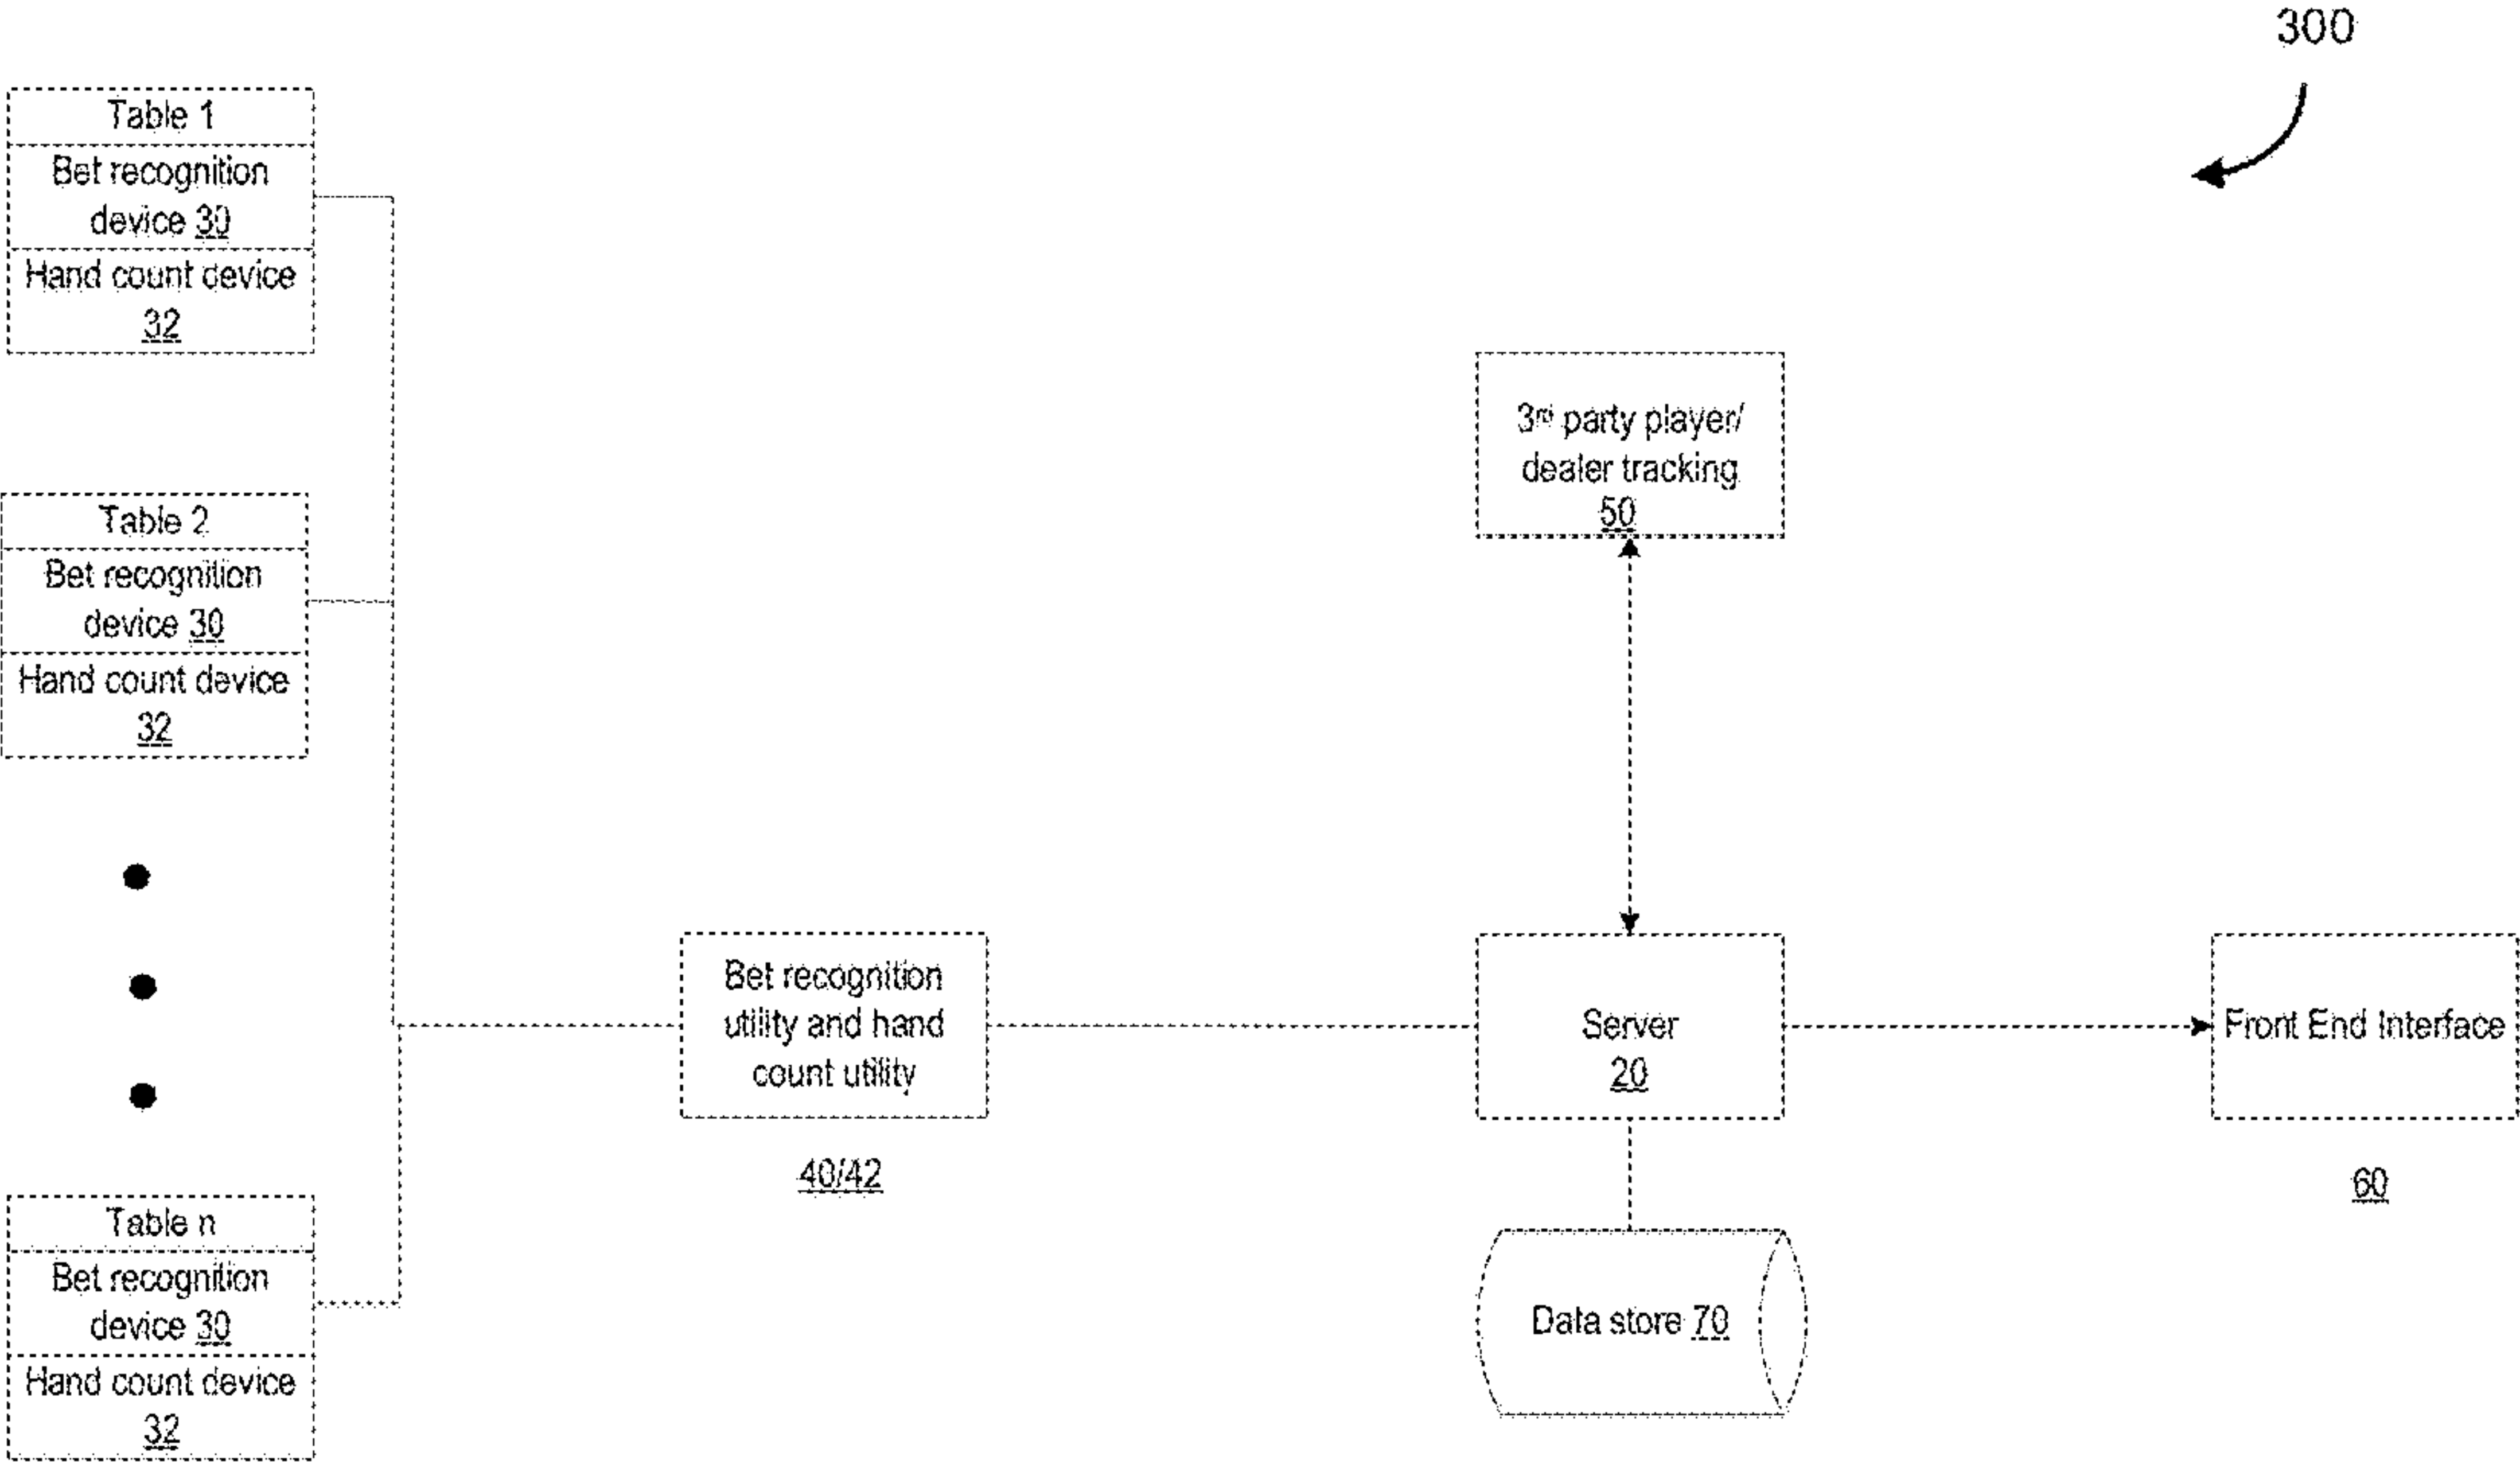 300
Table 1
Bet recognition
device 30
Hand count device
32
Table 2
Bet recognition
device 30
Hand count device
32
3rd party player/
dealer tracking
50
Bet recognition
utility and hand
count utility
40/42
Server
20
Front End Interface
60
Table n
Bet recognition
device 30
Hand count device
32
Data store 70